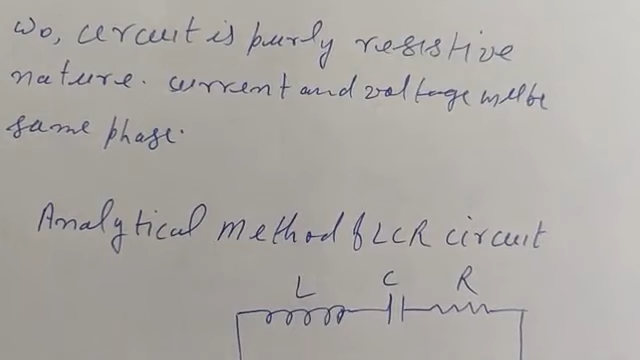 wo, circuit is purly resistive
nature. current and voltage will be
same phase.
Analytical method of LCR circuit
L C R